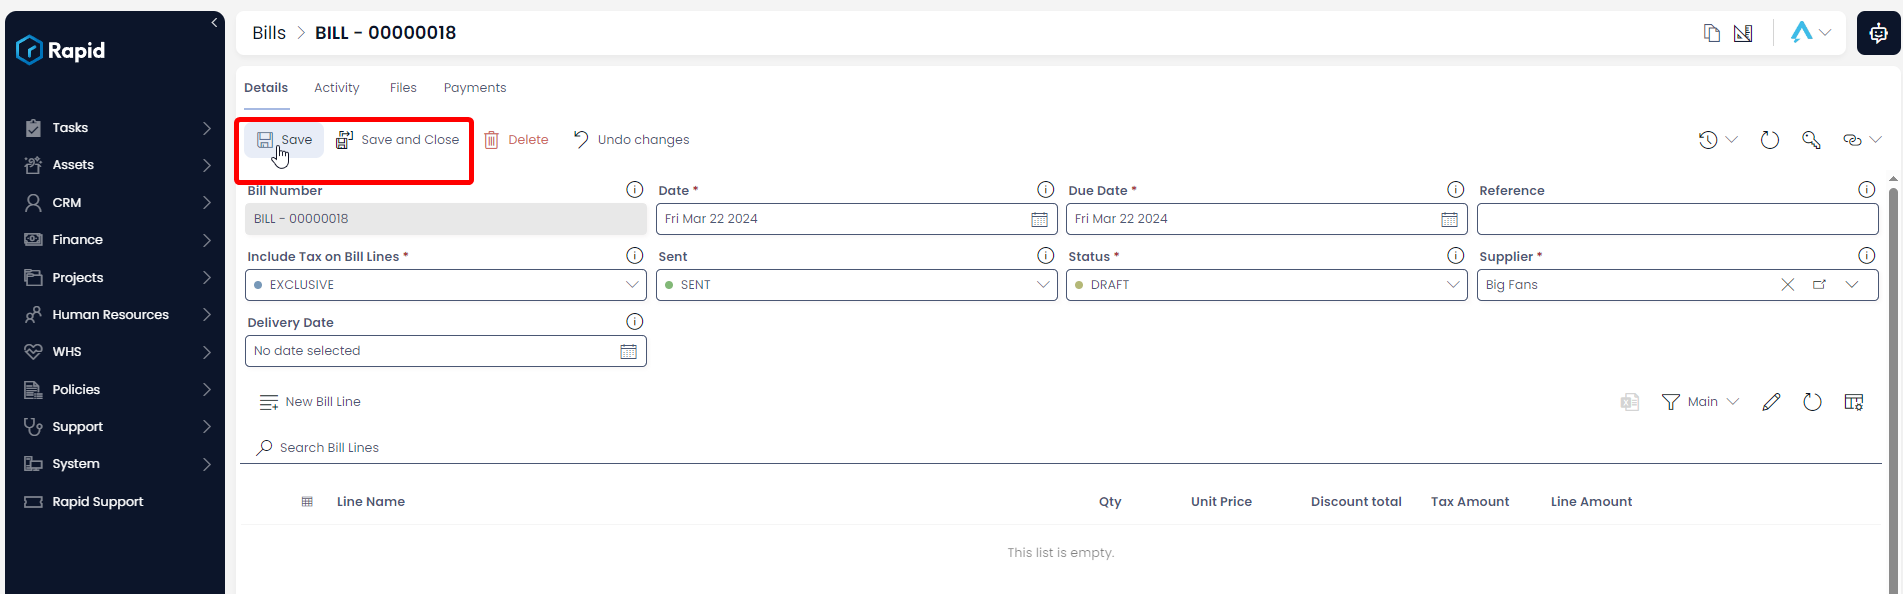 Rapid
Tasks
Assets
CRM
Finance
Projects
Human Resources
WHS
Policies
Support
System
Rapid Support
Bills > BILL - 00000018
Details Activity Files Payments
Save Save and Close Delete Undo changes
Bill Number Date * Due Date * Reference
BILL - 00000018 Fri Mar 22 2024 Fri Mar 22 2024
Include Tax on Bill Lines * Sent Status * Supplier *
EXCLUSIVE SENT DRAFT Big Fans
Delivery Date
No date selected
New Bill Line Main
Search Bill Lines
Line Name Qty Unit Price Discount total Tax Amount Line Amount
This list is empty.